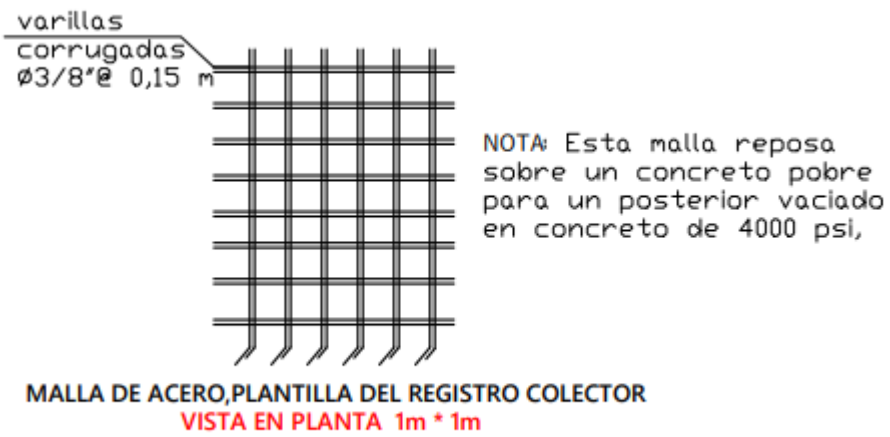 varillas
corrugadas
Ø3/8"@ 0,15 m
NOTA: Esta malla reposa
sobre un concreto pobre
para un posterior vaciado
en concreto de 4000 psi,
MALLA DE ACERO,PLANTILLA DEL REGISTRO COLECTOR
VISTA EN PLANTA 1m * 1m